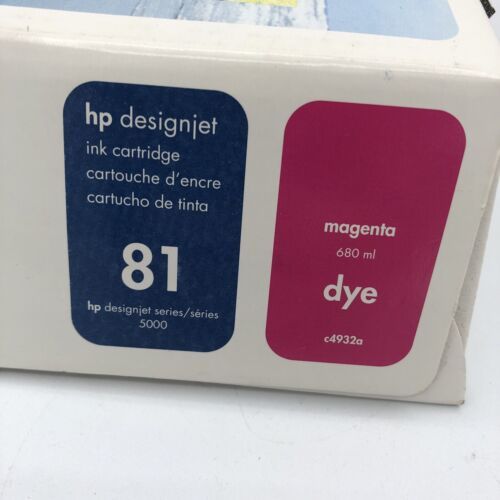 hp designjet
ink cartridge
cartouche d'encre
cartucho de tinta
81
hp designjet series/séries
5000
magenta
680 ml
dye
c4932a